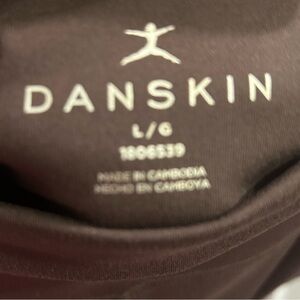 DANSKIN
L/G
1806539
MADE IN CAMBODIA
HECHO EN CAMBOYA